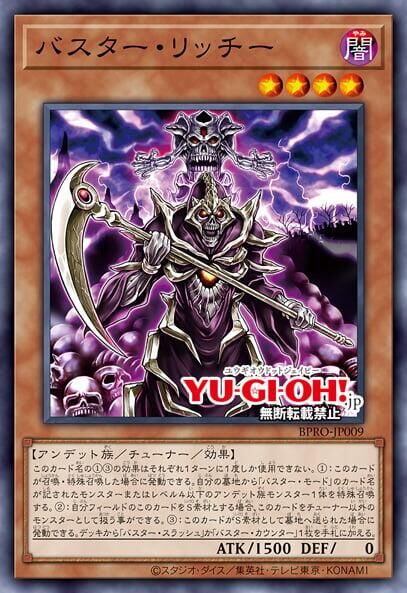 バスター・リッチー
やみ
闇
ユウギオウドットジェイピー
YU-GI-OH!.jp
無断転載禁止
BPRO-JP009
【アンデット族／チューナー／効果】
このカード名の①③の効果はそれぞれ1ターンに1度しか使用できない。①：このカード
が召喚・特殊召喚した場合に発動できる。自分の墓地から「バスター・モード」のカード名
が記されたモンスターまたはレベル４以下のアンデット族モンスター1体を特殊召喚
する。②：自分フィールドのこのカードをS素材とする場合、このカードをチューナー以外の
モンスターとして扱う事ができる。③：このカードがS素材として墓地へ送られた場合に
発動できる。デッキから「バスター・スラッシュ」か「バスター・カウンター」1枚を手札に加える。
ATK/1500 DEF/ 0
©スタジオ・ダイス／集英社・テレビ東京・KONAMI